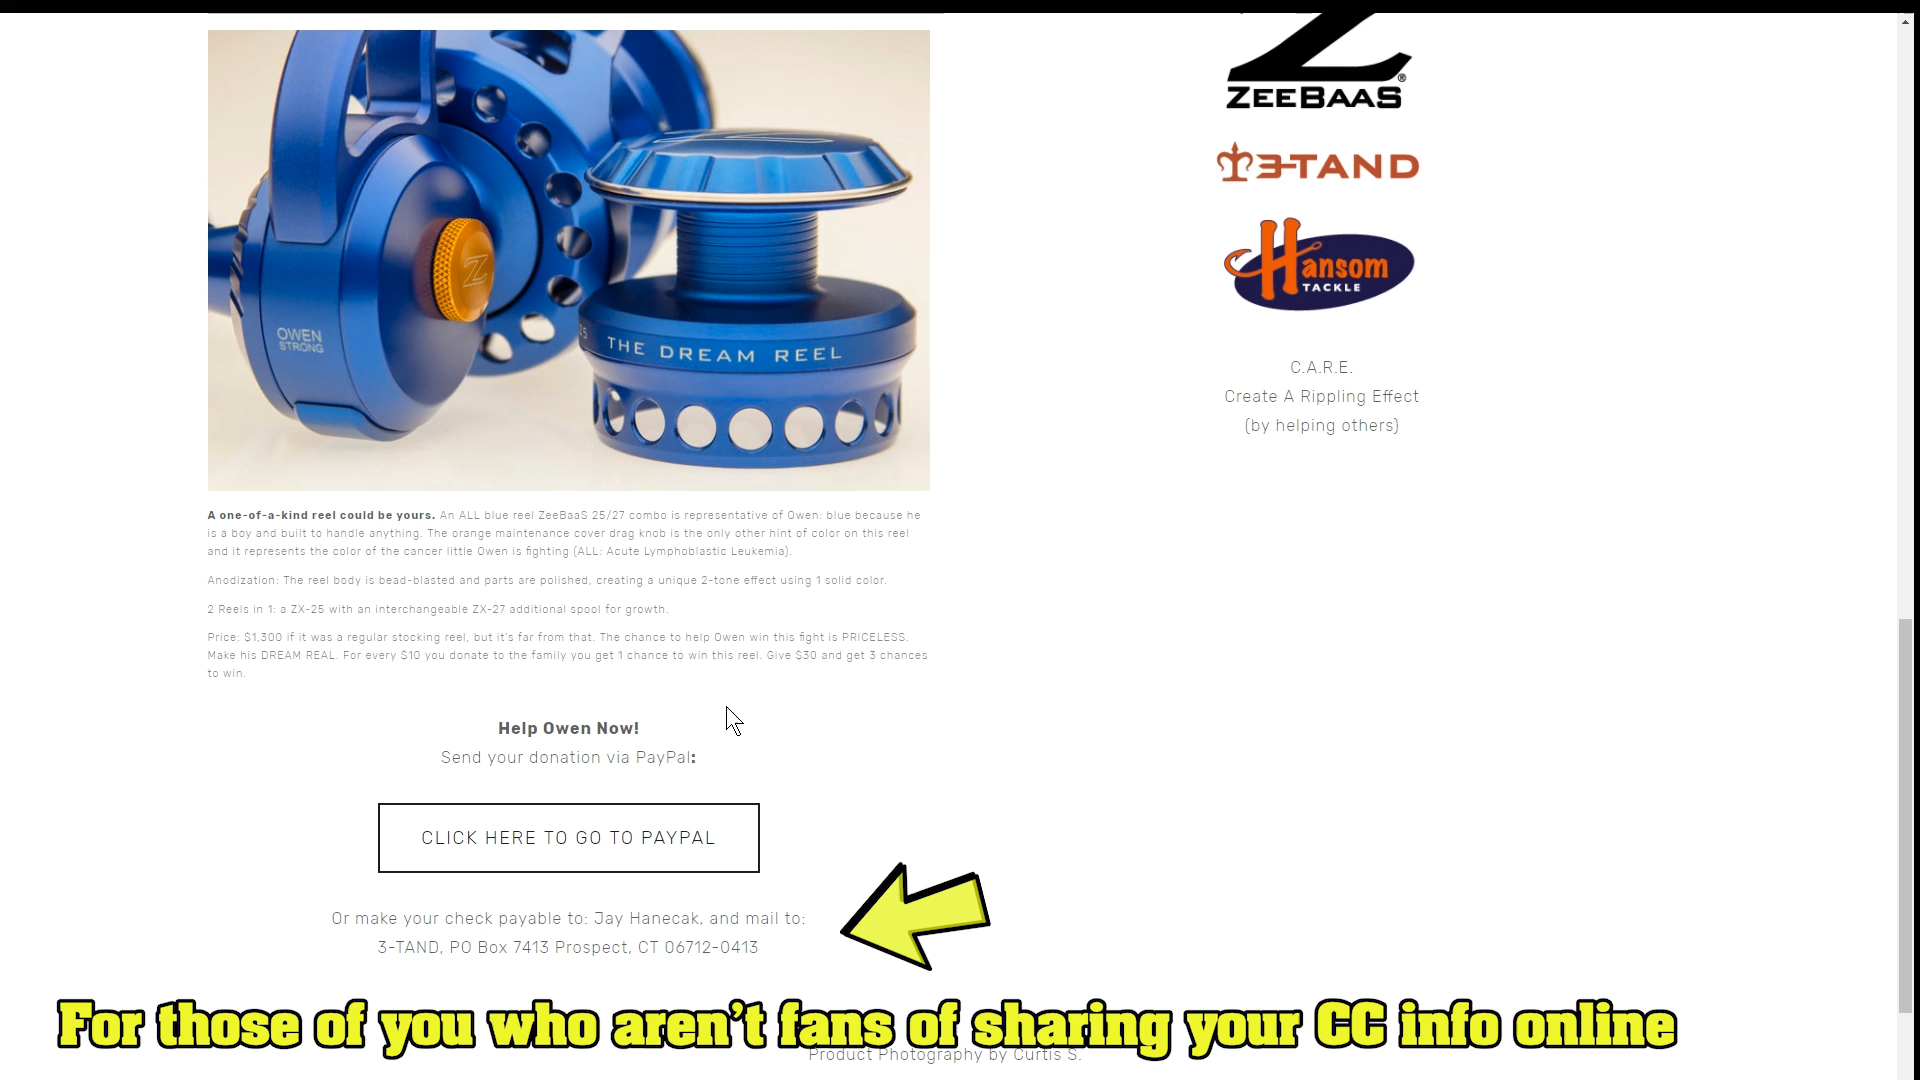 OWEN
STRONG
Z
25
THE DREAM REEL
ZEEBAAS®
3-TAND
Hansom
TACKLE
C.A.R.E.
Create A Rippling Effect
(by helping others)
A one-of-a-kind reel could be yours. An ALL blue reel ZeeBaaS 25/27 combo is representative of Owen: blue because he
is a boy and built to handle anything. The orange maintenance cover drag knob is the only other hint of color on this reel
and it represents the color of the cancer little Owen is fighting (ALL: Acute Lymphoblastic Leukemia).
Anodization: The reel body is bead-blasted and parts are polished, creating a unique 2-tone effect using 1 solid color.
2 Reels in 1: a ZX-25 with an interchangeable ZX-27 additional spool for growth.
Price: $1,300 if it was a regular stocking reel, but it's far from that. The chance to help Owen win this fight is PRICELESS.
Make his DREAM REAL. For every $10 you donate to the family you get 1 chance to win this reel. Give $30 and get 3 chances
to win.
Help Owen Now!
Send your donation via PayPal:
CLICK HERE TO GO TO PAYPAL
Or make your check payable to: Jay Hanecak, and mail to:
3-TAND, PO Box 7413 Prospect, CT 06712-0413
For those of you who aren't fans of sharing your CC info online
Product Photography by Curtis S.